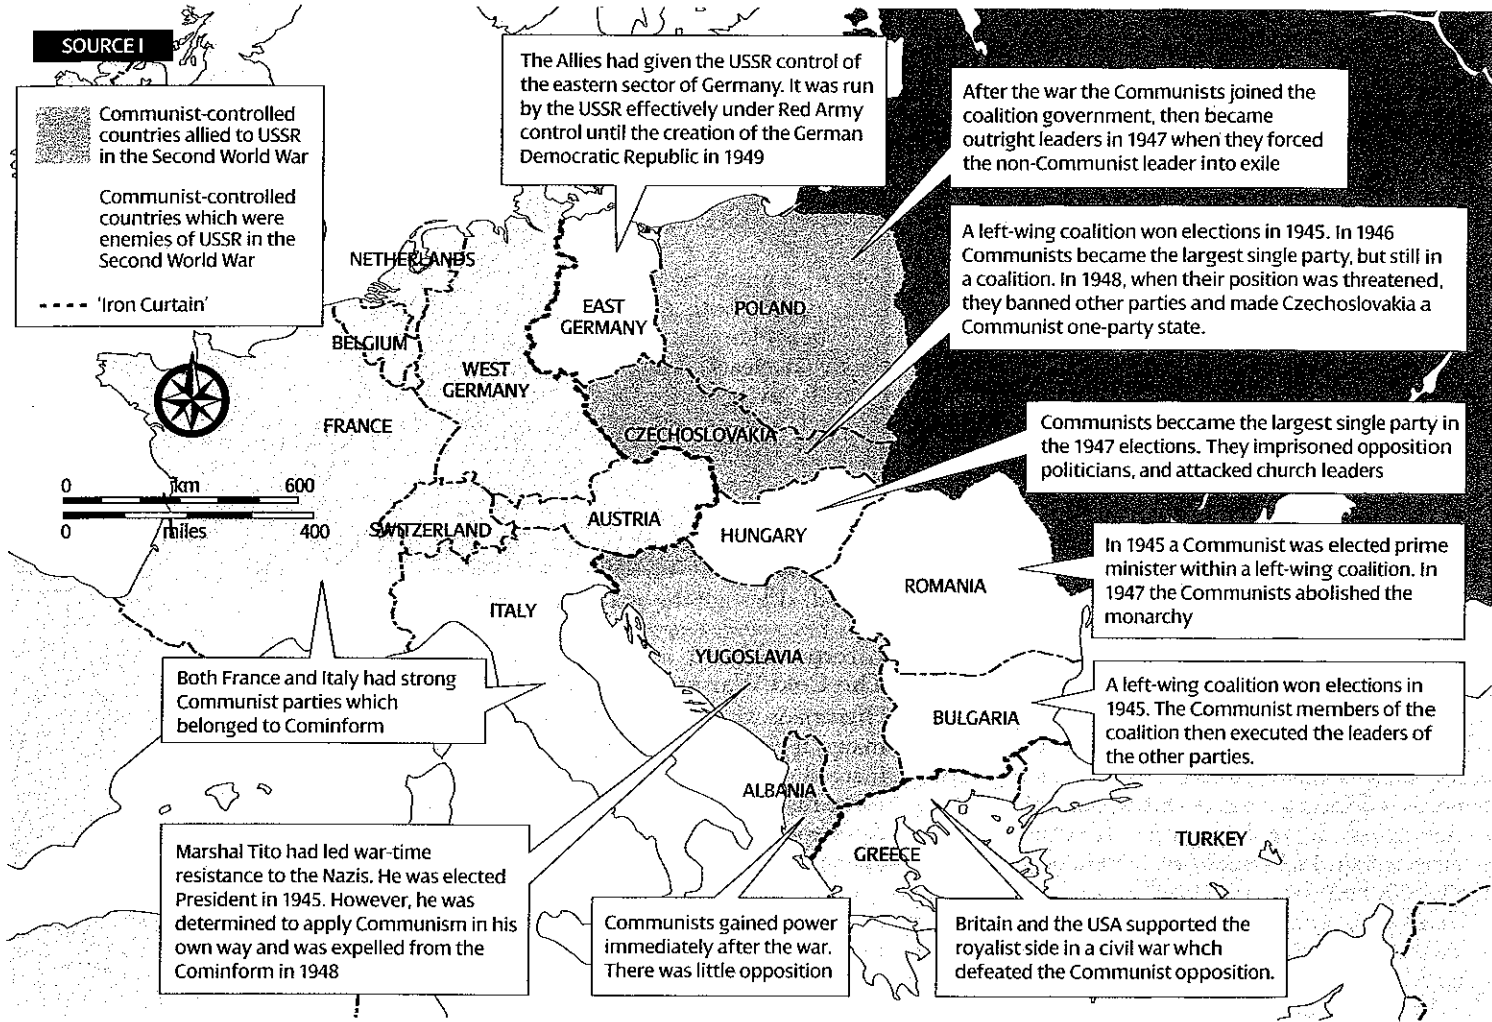 SOURCE I
Communist-controlled
countries allied to USSR
in the Second World War
Communist-controlled
countries which were
enemies of USSR in the
Second World War
'Iron Curtain'
The Allies had given the USSR control of
the eastern sector of Germany. It was run
by the USSR effectively under Red Army
control until the creation of the German
Democratic Republic in 1949
After the war the Communists joined the
coalition government, then became
outright leaders in 1947 when they forced
the non-Communist leader into exile
A left-wing coalition won elections in 1945. In 1946
Communists became the largest single party, but still in
a coalition. In 1948, when their position was threatened,
they banned other parties and made Czechoslovakia a
Communist one-party state.
Communists beccame the largest single party in
the 1947 elections. They imprisoned opposition
politicians, and attacked church leaders
In 1945 a Communist was elected prime
minister within a left-wing coalition. In
1947 the Communists abolished the
monarchy
A left-wing coalition won elections in
1945. The Communist members of the
coalition then executed the leaders of
the other parties.
NETHERLANDS
BELGIUM
WEST
GERMANY
EAST
GERMANY
POLAND
FRANCE
CZECHOSLOVAKIA
SWITZERLAND
AUSTRIA
HUNGARY
ROMANIA
ITALY
YUGOSLAVIA
BULGARIA
ALBANIA
GREECE
TURKEY
0 km 600
0 miles 400
Both France and Italy had strong
Communist parties which
belonged to Cominform
Marshal Tito had led war-time
resistance to the Nazis. He was elected
President in 1945. However, he was
determined to apply Communism in his
own way and was expelled from the
Cominform in 1948
Communists gained power
immediately after the war.
There was little opposition
Britain and the USA supported the
royalist side in a civil war whch
defeated the Communist opposition.